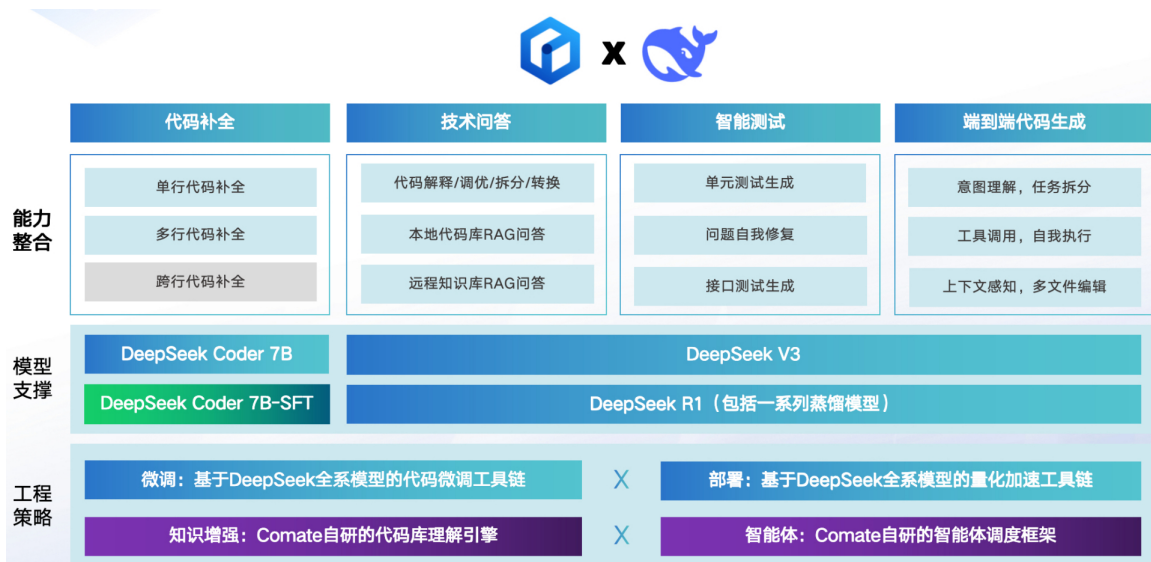 X
代码补全
技术问答
智能测试
端到端代码生成
能力
整合
单行代码补全
多行代码补全
跨行代码补全
代码解释/调优/拆分/转换
本地代码库RAG问答
远程知识库RAG问答
单元测试生成
问题自我修复
接口测试生成
意图理解，任务拆分
工具调用，自我执行
上下文感知，多文件编辑
模型
支撑
DeepSeek Coder 7B
DeepSeek V3
DeepSeek Coder 7B-SFT
DeepSeek R1（包括一系列蒸馏模型）
工程
策略
微调：基于DeepSeek全系模型的代码微调工具链
X
部署：基于DeepSeek全系模型的量化加速工具链
知识增强：Comate自研的代码库理解引擎
X
智能体：Comate自研的智能体调度框架